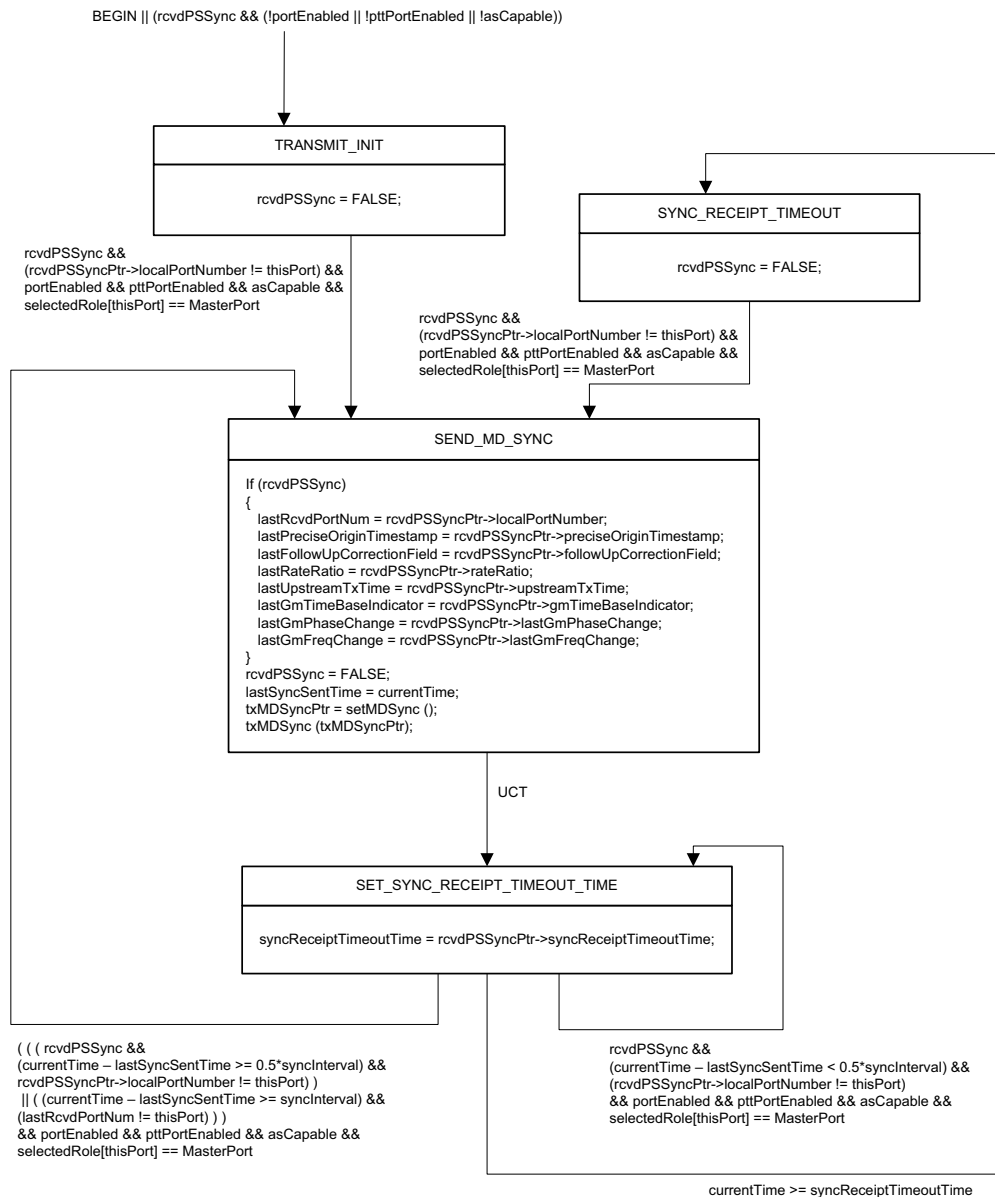 BEGIN || (rcvdPSSync && (!portEnabled || !pttPortEnabled || !asCapable))
TRANSMIT_INIT
rcvdPSSync = FALSE;
SYNC_RECEIPT_TIMEOUT
rcvdPSSync = FALSE;
rcvdPSSync &&
(rcvdPSSyncPtr->localPortNumber != thisPort) &&
portEnabled && pttPortEnabled && asCapable &&
selectedRole[thisPort] == MasterPort
rcvdPSSync &&
(rcvdPSSyncPtr->localPortNumber != thisPort) &&
portEnabled && pttPortEnabled && asCapable &&
selectedRole[thisPort] == MasterPort
SEND_MD_SYNC
If (rcvdPSSync)
{
lastRcvdPortNum = rcvdPSSyncPtr->localPortNumber;
lastPreciseOriginTimestamp = rcvdPSSyncPtr->preciseOriginTimestamp;
lastFollowUpCorrectionField = rcvdPSSyncPtr->followUpCorrectionField;
lastRateRatio = rcvdPSSyncPtr->rateRatio;
lastUpstreamTxTime = rcvdPSSyncPtr->upstreamTxTime;
lastGmTimeBaseIndicator = rcvdPSSyncPtr->gmTimeBaseIndicator;
lastGmPhaseChange = rcvdPSSyncPtr->lastGmPhaseChange;
lastGmFreqChange = rcvdPSSyncPtr->lastGmFreqChange;
}
rcvdPSSync = FALSE;
lastSyncSentTime = currentTime;
txMDSyncPtr = setMDSync ();
txMDSync (txMDSyncPtr);
UCT
SET_SYNC_RECEIPT_TIMEOUT_TIME
syncReceiptTimeoutTime = rcvdPSSyncPtr->syncReceiptTimeoutTime;
( ( ( rcvdPSSync &&
(currentTime – lastSyncSentTime >= 0.5*syncInterval) &&
rcvdPSSyncPtr->localPortNumber != thisPort) )
|| ( (currentTime – lastSyncSentTime >= syncInterval) &&
(lastRcvdPortNum != thisPort) ) )
&& portEnabled && pttPortEnabled && asCapable &&
selectedRole[thisPort] == MasterPort
rcvdPSSync &&
(currentTime – lastSyncSentTime < 0.5*syncInterval) &&
(rcvdPSSyncPtr->localPortNumber != thisPort)
&& portEnabled && pttPortEnabled && asCapable &&
selectedRole[thisPort] == MasterPort
currentTime >= syncReceiptTimeoutTime